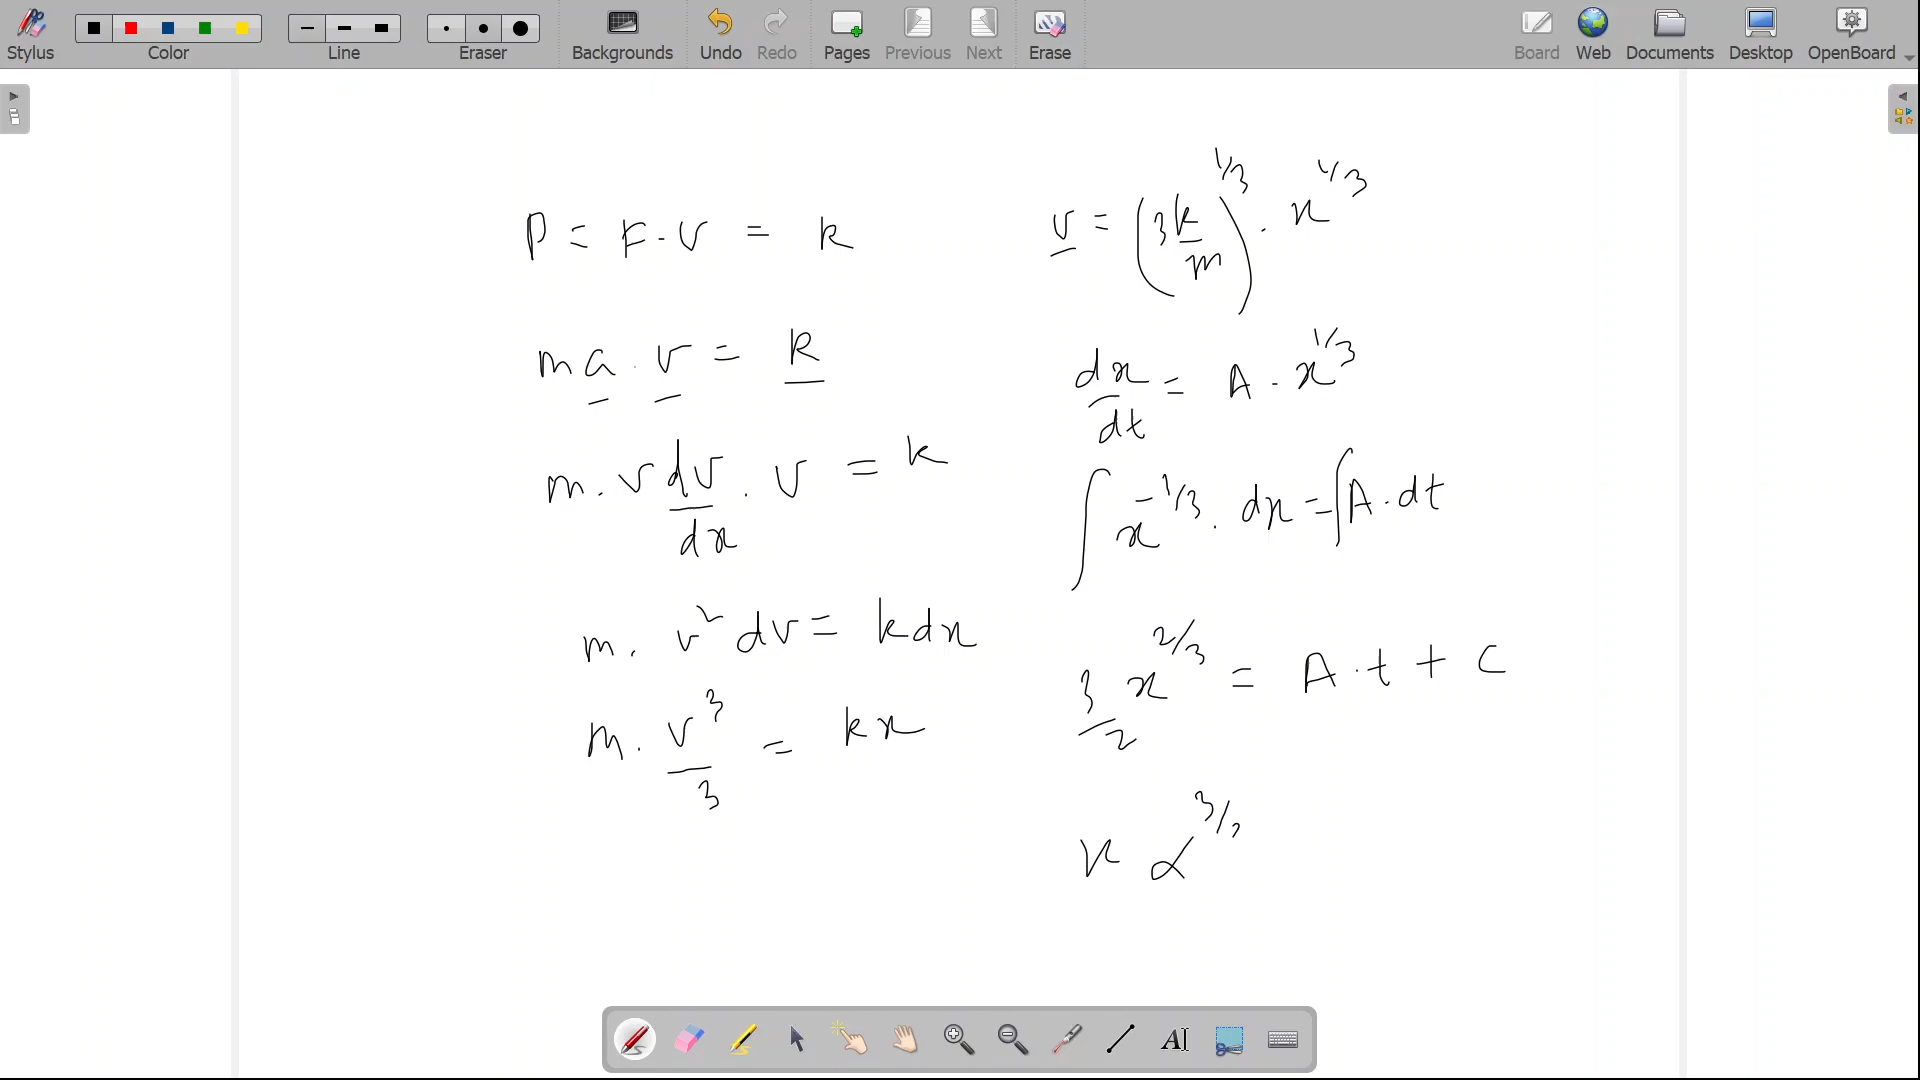 Stylus Color Line Eraser Backgrounds Undo Redo Pages Previous Next Erase Board Web Documents Desktop OpenBoard
P = F · v = k
ma · v = k
m · v dv/dx · v = k
m · v² dv = k dx
m · v³/3 = kx
v = (3k/m)^1/3 · x^1/3
dx/dt = A · x^1/3
∫ x^-1/3 · dx = ∫ A · dt
3/2 x^2/3 = A · t + C
x ∝ ^3/2